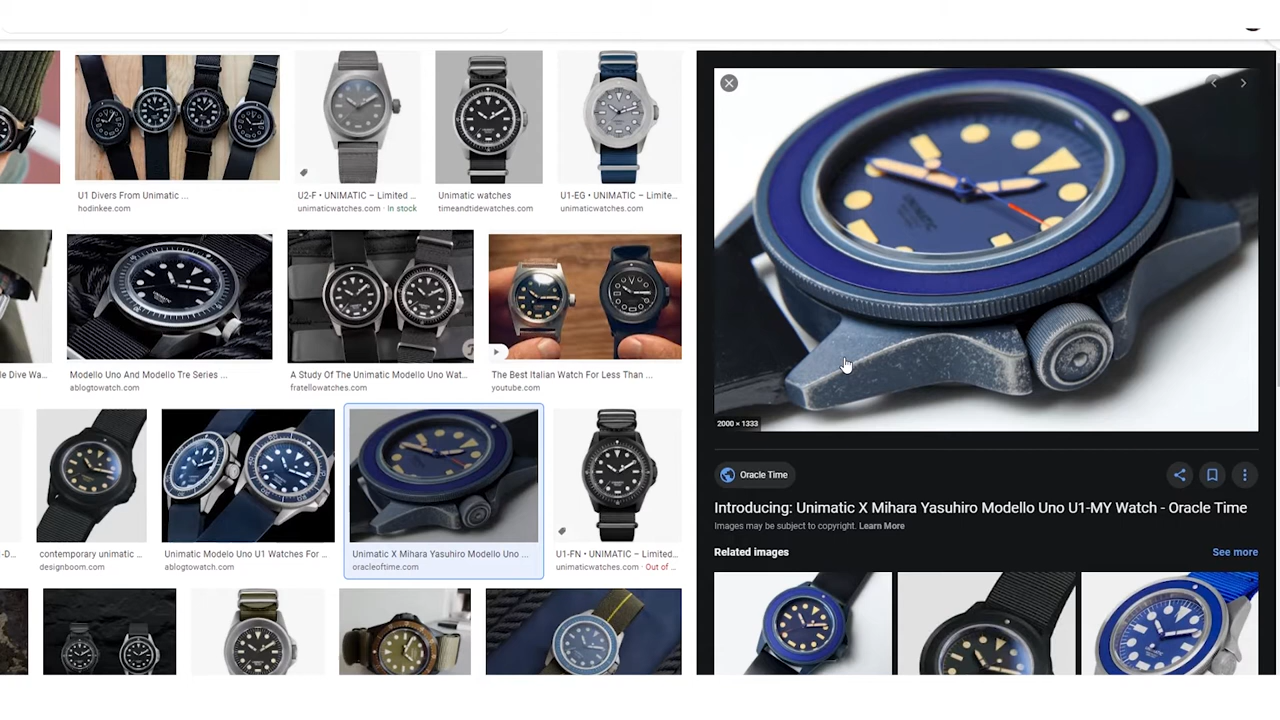 U1 Divers From Unimatic ...
hodinkee.com
U2-F • UNIMATIC – Limited ...
unimaticwatches.com · In stock
Unimatic watches
timeandtidewatches.com
U1-EG • UNIMATIC – Limite...
unimaticwatches.com
le Dive Wa...
Modello Uno And Modello Tre Series ...
ablogtowatch.com
A Study Of The Unimatic Modello Uno Wat...
fratellowatches.com
The Best Italian Watch For Less Than ...
youtube.com
-D...
contemporary unimatic ...
designboom.com
Unimatic Modelo Uno U1 Watches For ...
ablogtowatch.com
Unimatic X Mihara Yasuhiro Modello Uno ...
oracleoftime.com
U1-FN • UNIMATIC – Limited...
unimaticwatches.com · Out of ...
UNIMATIC
2000 × 1333
Oracle Time
Introducing: Unimatic X Mihara Yasuhiro Modello Uno U1-MY Watch - Oracle Time
Images may be subject to copyright. Learn More
Related images
See more